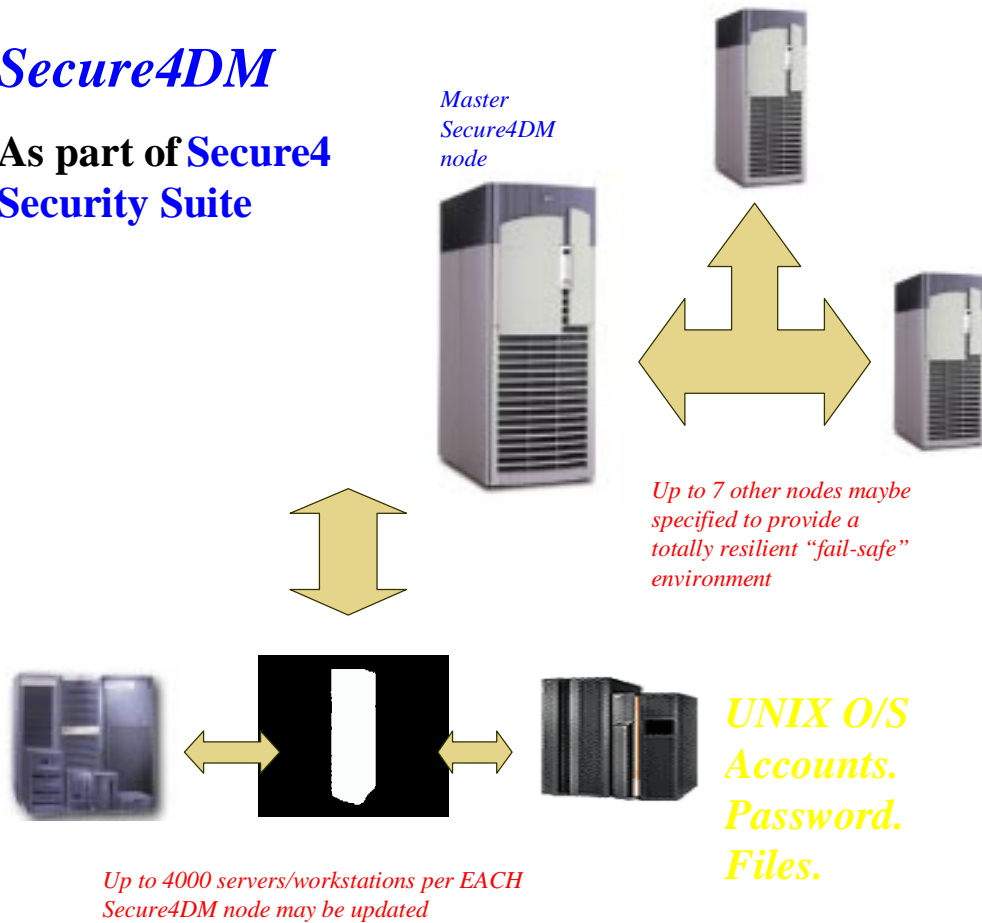 Secure4DM
As part of Secure4
Security Suite
Master
Secure4DM
node
Up to 7 other nodes maybe
specified to provide a
totally resilient “fail-safe”
environment
UNIX O/S
Accounts.
Password.
Files.
Up to 4000 servers/workstations per EACH
Secure4DM node may be updated